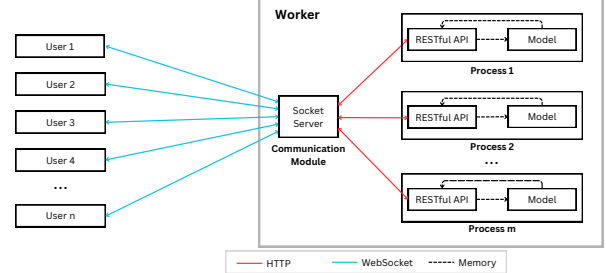 Worker
User 1
User 2
User 3
User 4
...
User n
Socket
Server
Communication
Module
RESTful API
Model
Process 1
RESTful API
Model
Process 2
...
RESTful API
Model
Process m
HTTP
WebSocket
Memory